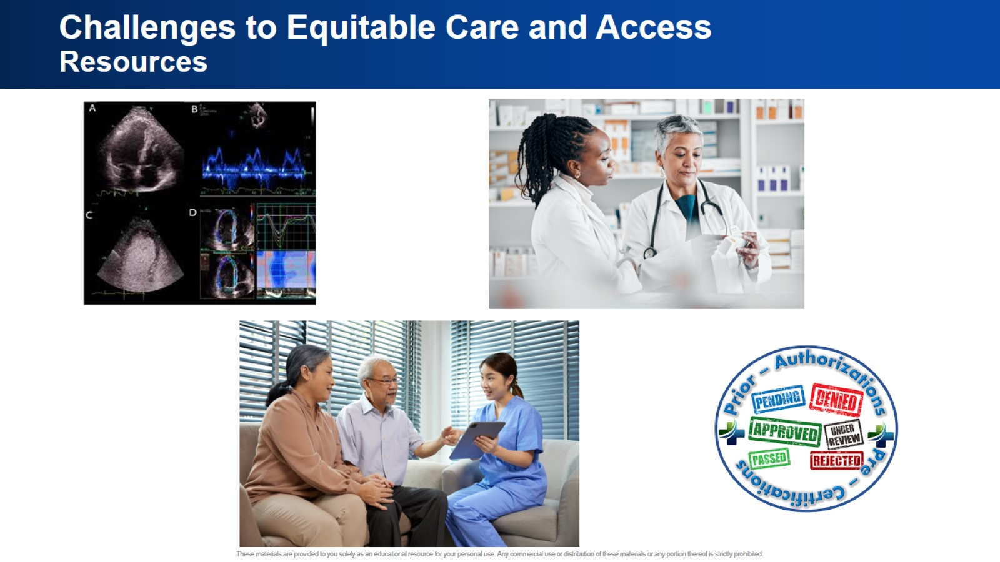 Challenges to Equitable Care and Access
Resources
A
B
C
D
Prior – Authorizations
PENDING
DENIED
APPROVED
UNDER
REVIEW
PASSED
REJECTED
Pre – Certifications
These materials are provided to you solely as an educational resource for your personal use. Any commercial use or distribution of these materials or any portion thereof is strictly prohibited.